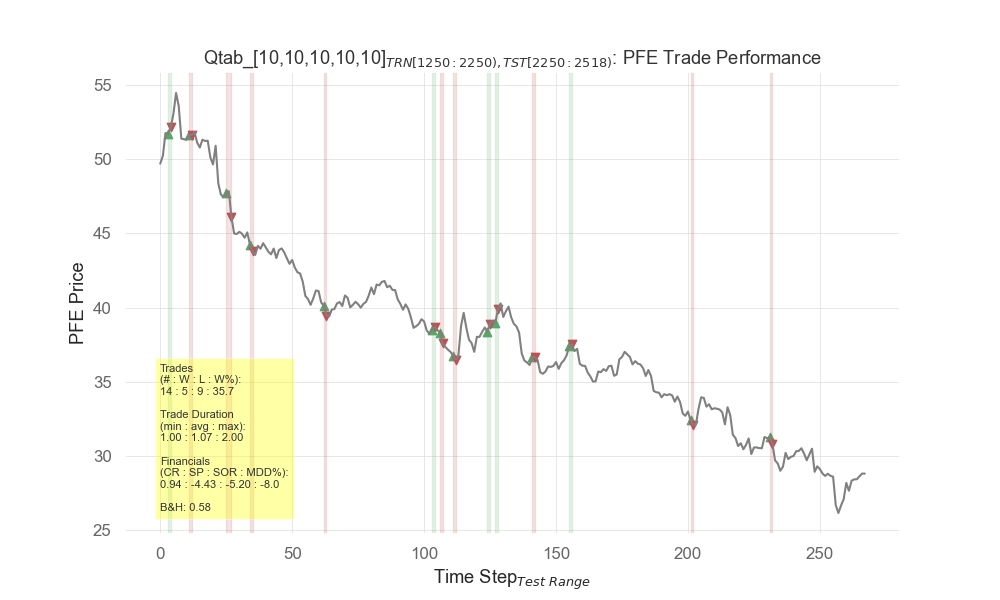 Qtab_[10,10,10,10,10]TRN[1250:2250),TST[2250:2518): PFE Trade Performance
55
50
45
40
35
30
25
PFE Price
Trades
(# : W : L : W%):
14 : 5 : 9 : 35.7
Trade Duration
(min : avg : max):
1.00 : 1.07 : 2.00
Financials
(CR : SP : SOR : MDD%):
0.94 : -4.43 : -5.20 : -8.0
B&H: 0.58
0 50 100 150 200 250
Time StepTest Range